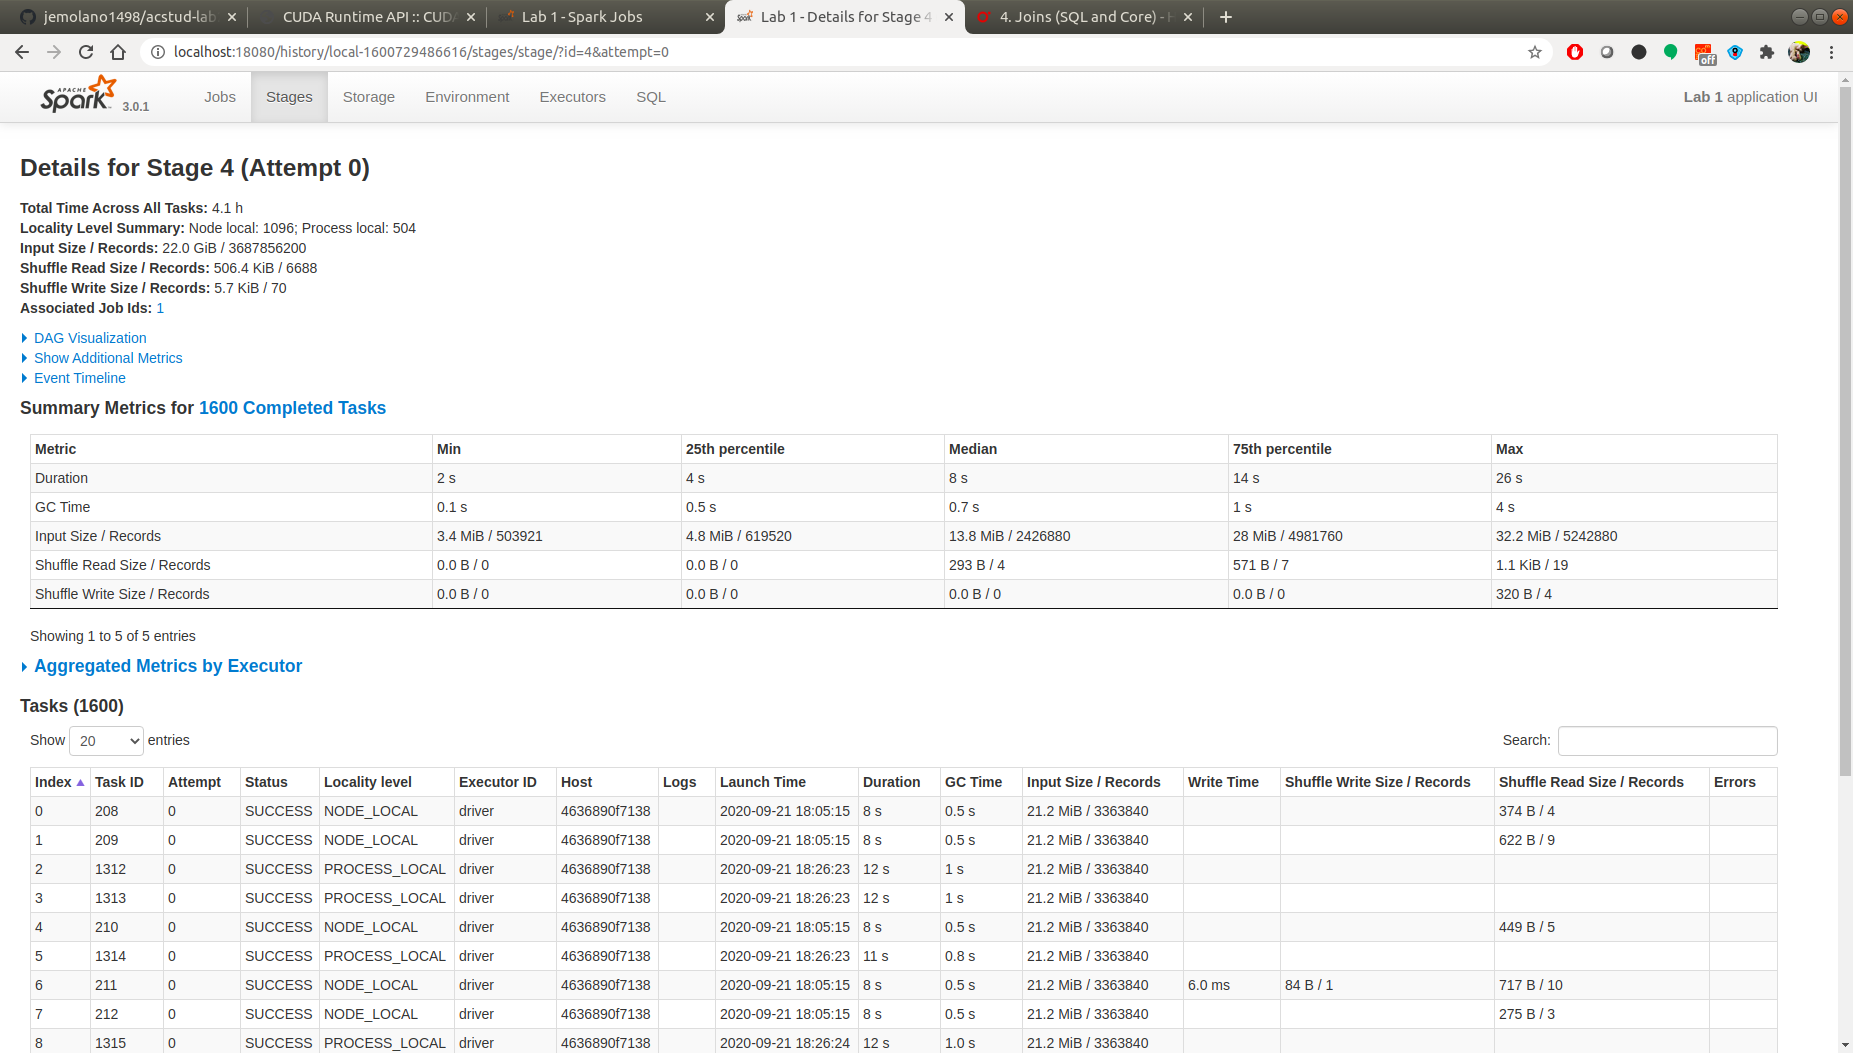 jemolano1498/acstud-lab
CUDA Runtime API :: CUDA
Lab 1 - Spark Jobs
Lab 1 - Details for Stage 4
4. Joins (SQL and Core) - H
localhost:18080/history/local-1600729486616/stages/stage/?id=4&attempt=0
off
APACHE Spark 3.0.1 Jobs Stages Storage Environment Executors SQL Lab 1 application UI
Details for Stage 4 (Attempt 0)
Total Time Across All Tasks: 4.1 h
Locality Level Summary: Node local: 1096; Process local: 504
Input Size / Records: 22.0 GiB / 3687856200
Shuffle Read Size / Records: 506.4 KiB / 6688
Shuffle Write Size / Records: 5.7 KiB / 70
Associated Job Ids: 1
DAG Visualization
Show Additional Metrics
Event Timeline
Summary Metrics for 1600 Completed Tasks
Metric Min 25th percentile Median 75th percentile Max
Duration 2 s 4 s 8 s 14 s 26 s
GC Time 0.1 s 0.5 s 0.7 s 1 s 4 s
Input Size / Records 3.4 MiB / 503921 4.8 MiB / 619520 13.8 MiB / 2426880 28 MiB / 4981760 32.2 MiB / 5242880
Shuffle Read Size / Records 0.0 B / 0 0.0 B / 0 293 B / 4 571 B / 7 1.1 KiB / 19
Shuffle Write Size / Records 0.0 B / 0 0.0 B / 0 0.0 B / 0 0.0 B / 0 320 B / 4
Showing 1 to 5 of 5 entries
Aggregated Metrics by Executor
Tasks (1600)
Show 20 entries Search:
Index Task ID Attempt Status Locality level Executor ID Host Logs Launch Time Duration GC Time Input Size / Records Write Time Shuffle Write Size / Records Shuffle Read Size / Records Errors
0 208 0 SUCCESS NODE_LOCAL driver 4636890f7138 2020-09-21 18:05:15 8 s 0.5 s 21.2 MiB / 3363840 374 B / 4
1 209 0 SUCCESS NODE_LOCAL driver 4636890f7138 2020-09-21 18:05:15 8 s 0.5 s 21.2 MiB / 3363840 622 B / 9
2 1312 0 SUCCESS PROCESS_LOCAL driver 4636890f7138 2020-09-21 18:26:23 12 s 1 s 21.2 MiB / 3363840
3 1313 0 SUCCESS PROCESS_LOCAL driver 4636890f7138 2020-09-21 18:26:23 12 s 1 s 21.2 MiB / 3363840
4 210 0 SUCCESS NODE_LOCAL driver 4636890f7138 2020-09-21 18:05:15 8 s 0.5 s 21.2 MiB / 3363840 449 B / 5
5 1314 0 SUCCESS PROCESS_LOCAL driver 4636890f7138 2020-09-21 18:26:23 11 s 0.8 s 21.2 MiB / 3363840
6 211 0 SUCCESS NODE_LOCAL driver 4636890f7138 2020-09-21 18:05:15 8 s 0.5 s 21.2 MiB / 3363840 6.0 ms 84 B / 1 717 B / 10
7 212 0 SUCCESS NODE_LOCAL driver 4636890f7138 2020-09-21 18:05:15 8 s 0.5 s 21.2 MiB / 3363840 275 B / 3
8 1315 0 SUCCESS PROCESS_LOCAL driver 4636890f7138 2020-09-21 18:26:24 12 s 1.0 s 21.2 MiB / 3363840